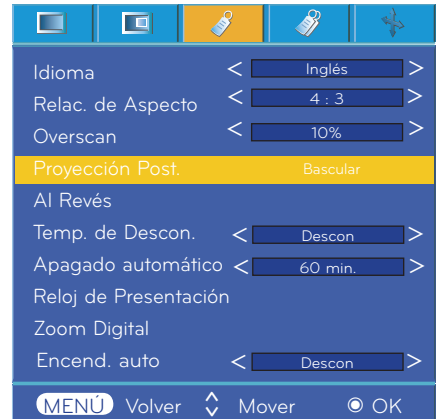 Idioma < Inglés >
Relac. de Aspecto < 4 : 3 >
Overscan < 10% >
Proyección Post. Bascular
Al Revés
Temp. de Descon. < Descon >
Apagado automático < 60 min. >
Reloj de Presentación
Zoom Digital
Encend. auto < Descon >
MENÚ Volver Mover OK